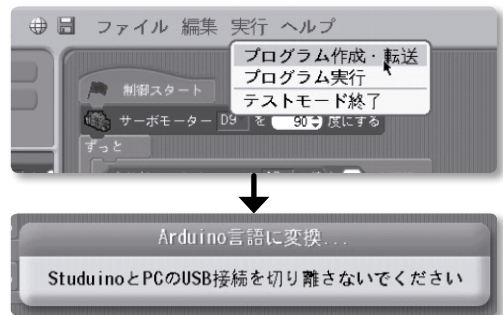 ファイル 編集 実行 ヘルプ
プログラム作成・転送
プログラム実行
テストモード終了
制御スタート
サーボモーター D9 を 90 度にする
ずっと
Arduino言語に変換...
StuduinoとPCのUSB接続を切り離さないでください